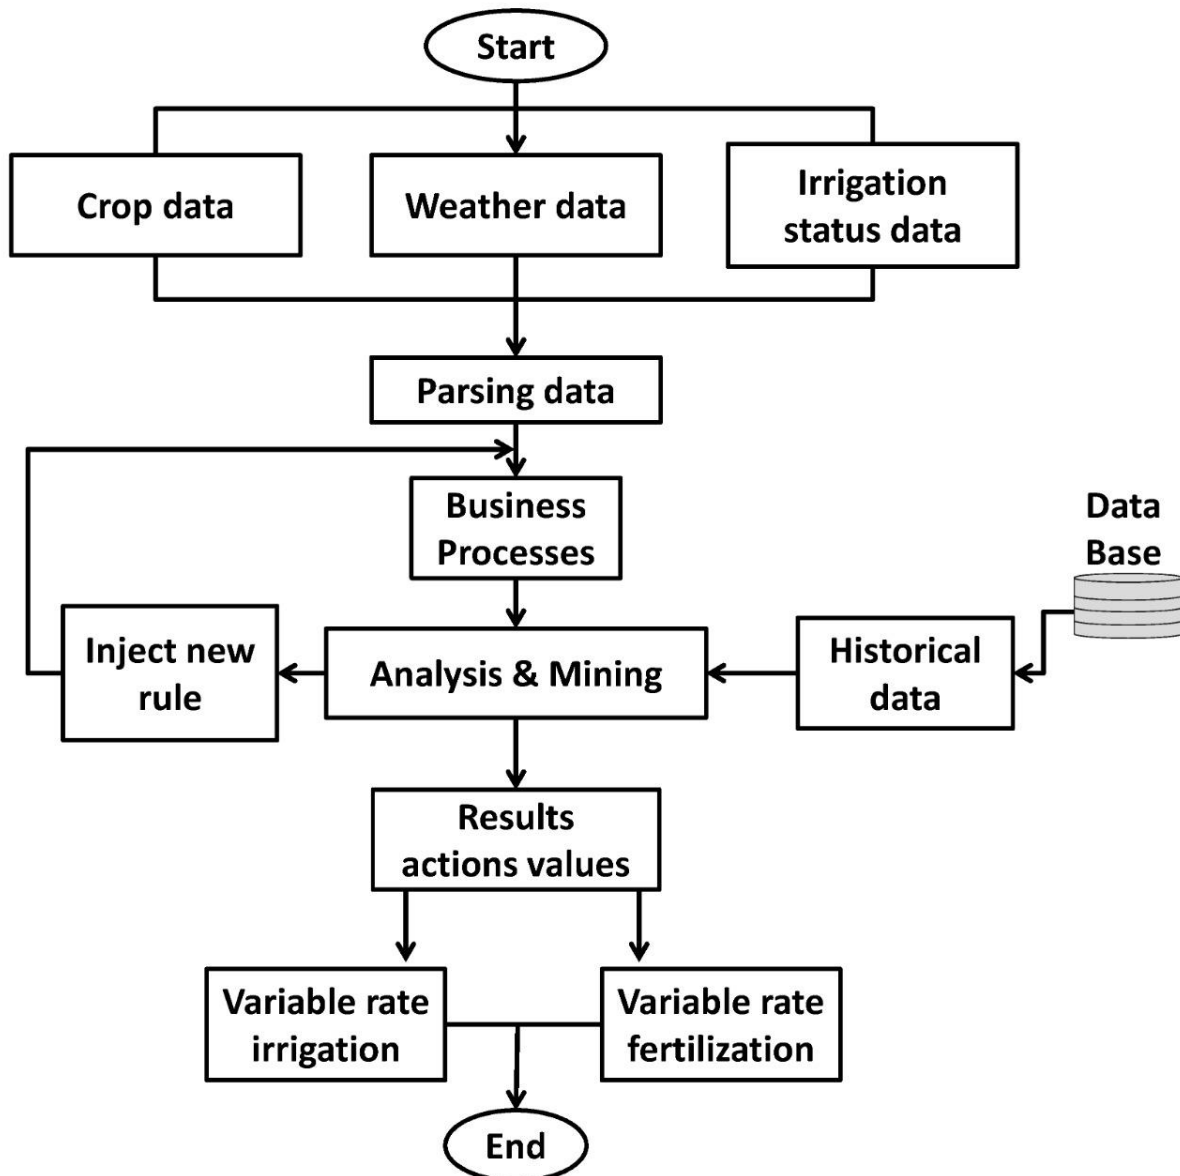 Start
Crop data
Weather data
Irrigation
status data
Parsing data
Business
Processes
Data
Base
Inject new
rule
Analysis & Mining
Historical
data
Results
actions values
Variable rate
irrigation
Variable rate
fertilization
End